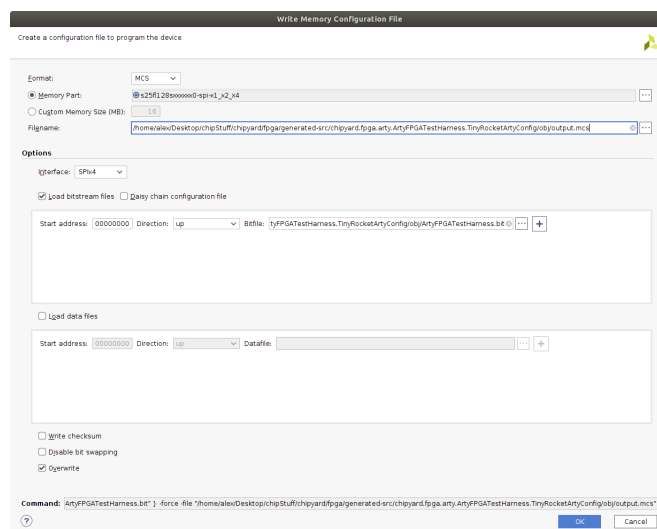 Write Memory Configuration File
Create a configuration file to program the device
Format: MCS
Memory Part: s25fl128sxxxxxx0-spi-x1_x2_x4 ...
Custom Memory Size (MB): 16
Filename: /home/alex/Desktop/chipStuff/chipyard/fpga/generated-src/chipyard.fpga.arty.ArtyFPGATestHarness.TinyRocketArtyConfig/obj/output.mcs ...
Options
Interface: SPIx4
Load bitstream files Daisy chain configuration file
Start address: 00000000 Direction: up Bitfile: tyFPGATestHarness.TinyRocketArtyConfig/obj/ArtyFPGATestHarness.bit ... +
Load data files
Start address: 00000000 Direction: up Datafile: ... +
Write checksum
Disable bit swapping
Overwrite
Command: ArtyFPGATestHarness.bit" } -force -file "/home/alex/Desktop/chipStuff/chipyard/fpga/generated-src/chipyard.fpga.arty.ArtyFPGATestHarness.TinyRocketArtyConfig/obj/output.mcs"
? OK Cancel